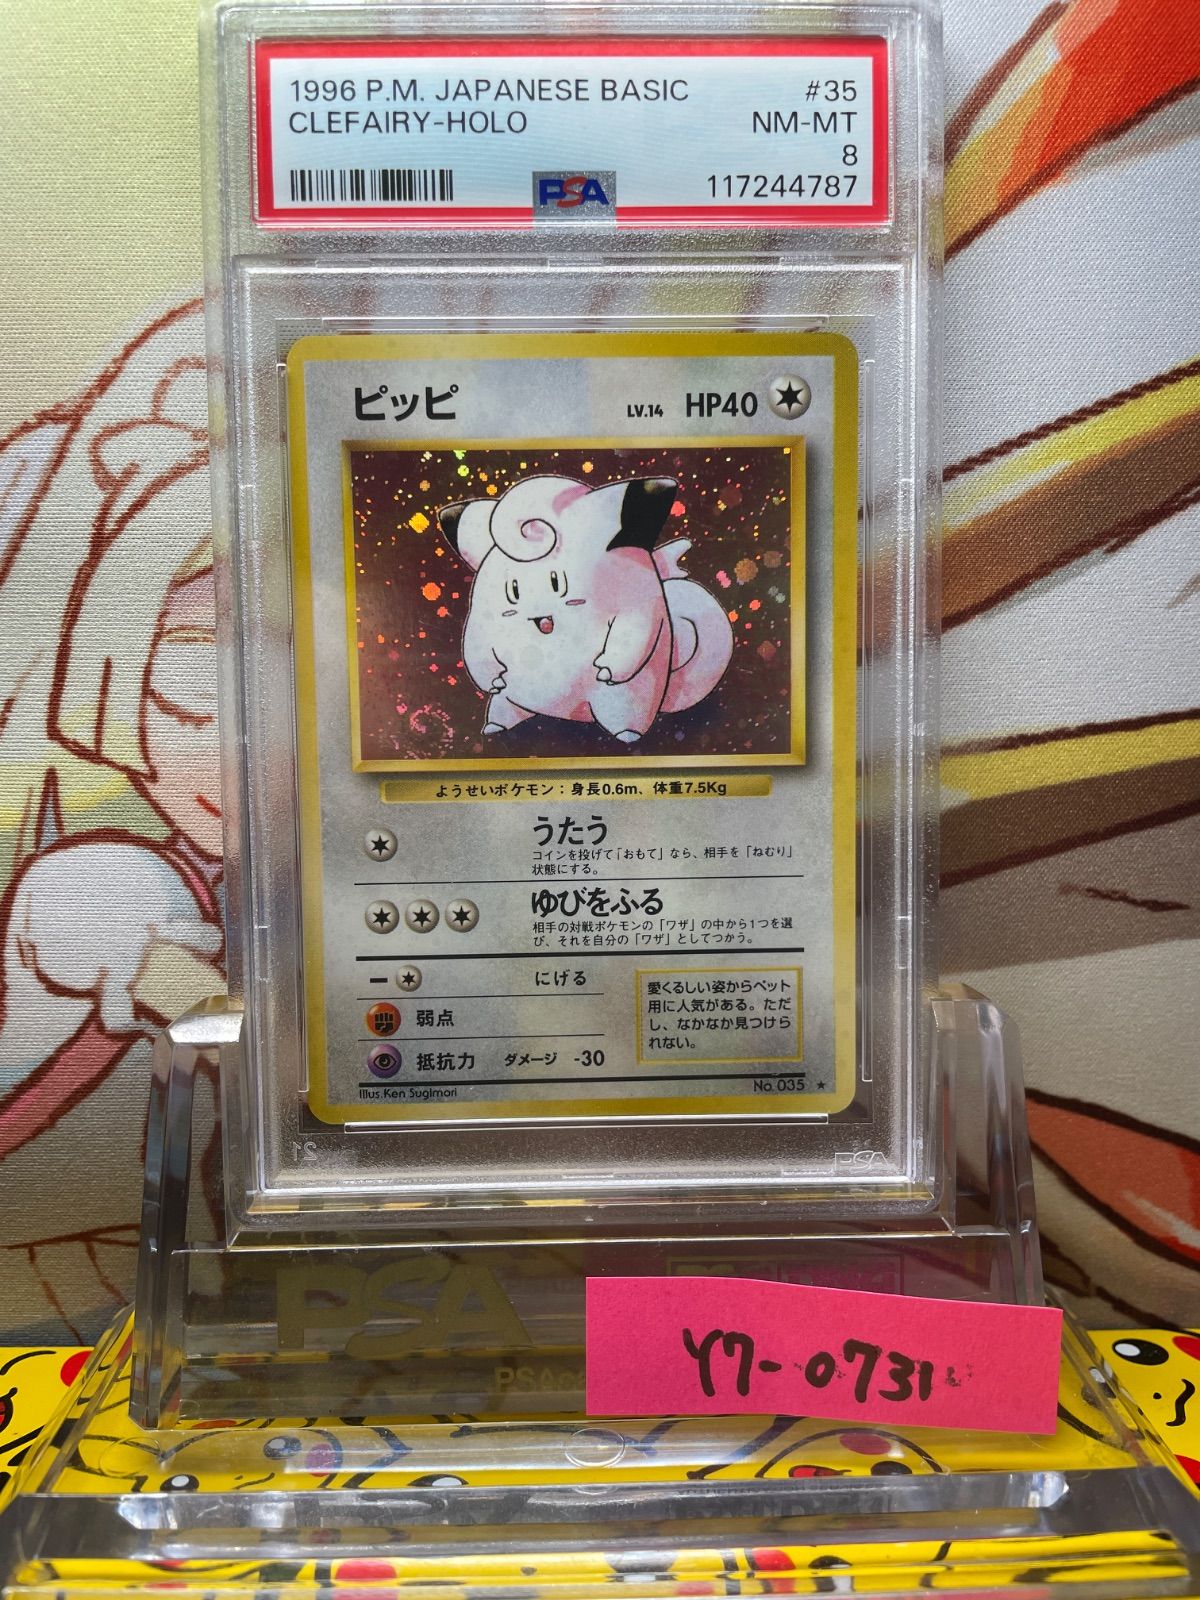 1996 P.M. JAPANESE BASIC #35
CLEFAIRY-HOLO NM-MT
8
PSA 117244787
ピッピ LV.14 HP40
ようせいポケモン：身長0.6m、体重7.5Kg
うたう
コインを投げて「おもて」なら、相手を「ねむり」
状態にする。
ゆびをふる
相手の対戦ポケモンの「ワザ」の中から1つを選
び、それを自分の「ワザ」としてつかう。
− にげる
弱点
抵抗力 ダメージ -30
愛くるしい姿からペット
用に人気がある。ただ
し、なかなか見つけら
れない。
Illus.Ken Sugimori No. 035 ★
21 PSA
PSA
Y7-0731